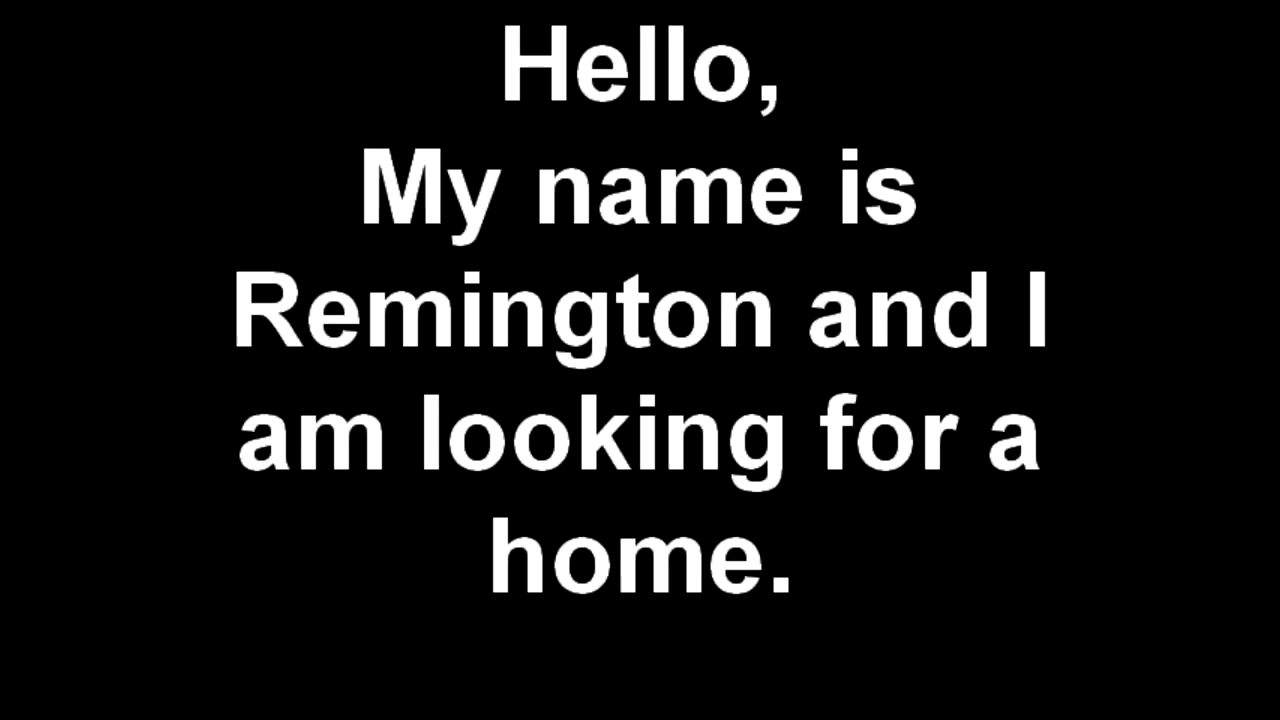 Hello,
My name is
Remington and I
am looking for a
home.